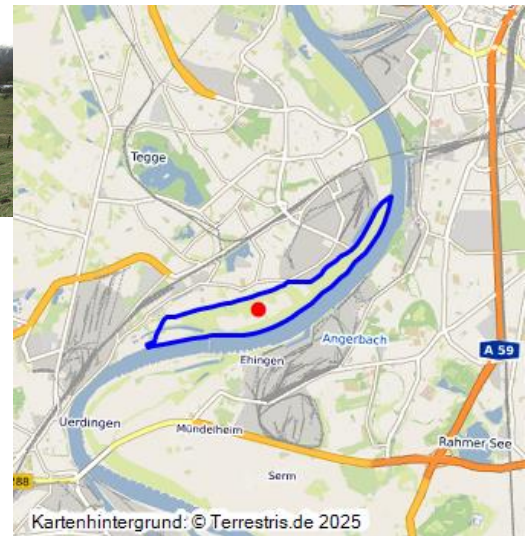 Tegge
A 59
Angerbach
Ehingen
Uerdingen
Mündelheim
Rahmer See
Serm
288
Kartenhintergrund: © Terrestris.de 2025